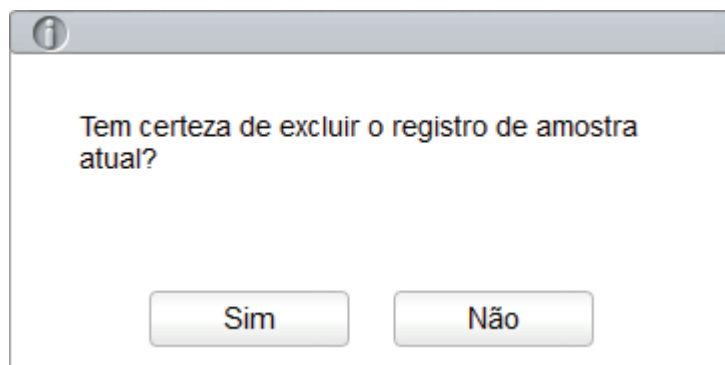 Tem certeza de excluir o registro de amostra
atual?
Sim
Não